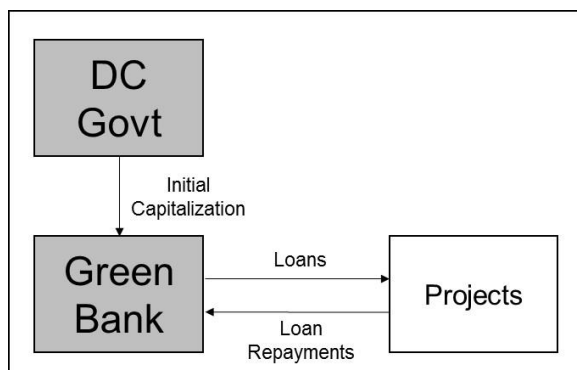 DC
Govt
Initial
Capitalization
Green
Bank
Loans
Projects
Loan
Repayments